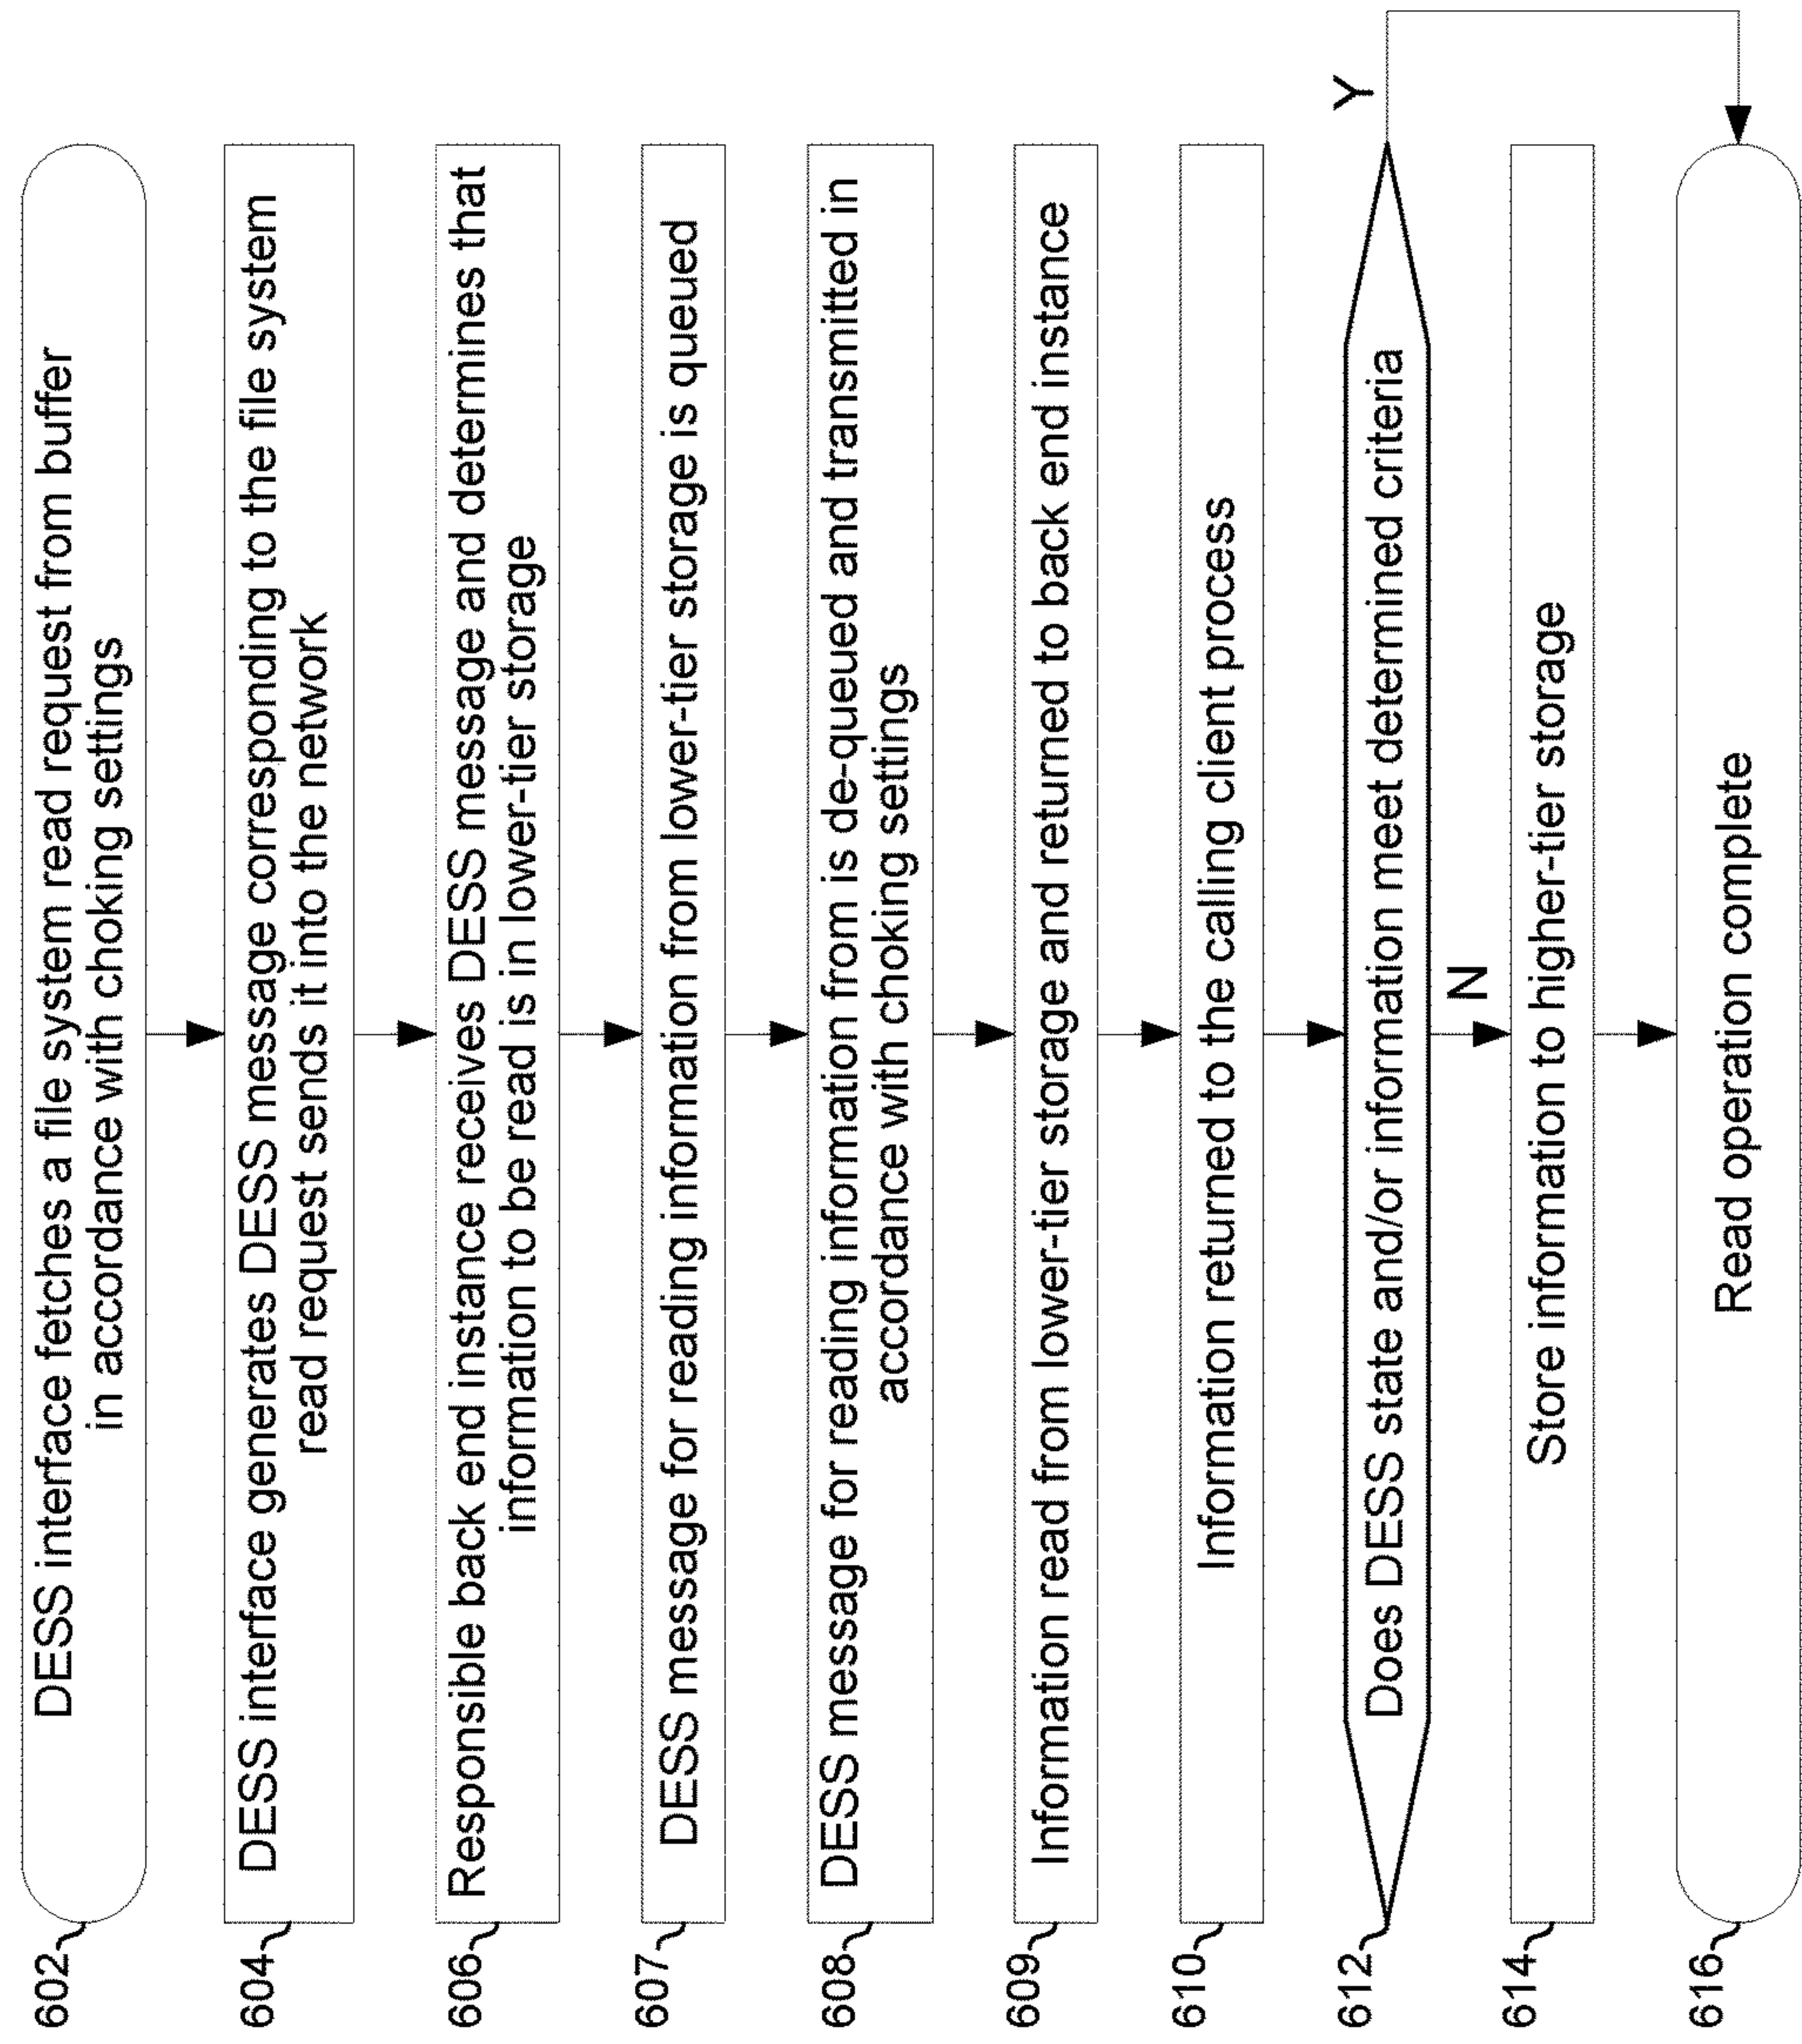 602
DESS interface fetches a file system read request from buffer
in accordance with choking settings
604
DESS interface generates DESS message corresponding to the file system
read request sends it into the network
606
Responsible back end instance receives DESS message and determines that
information to be read is in lower-tier storage
607
DESS message for reading information from lower-tier storage is queued
608
DESS message for reading information from is de-queued and transmitted in
accordance with choking settings
609
Information read from lower-tier storage and returned to back end instance
610
Information returned to the calling client process
612
Does DESS state and/or information meet determined criteria
Y
N
614
Store information to higher-tier storage
616
Read operation complete